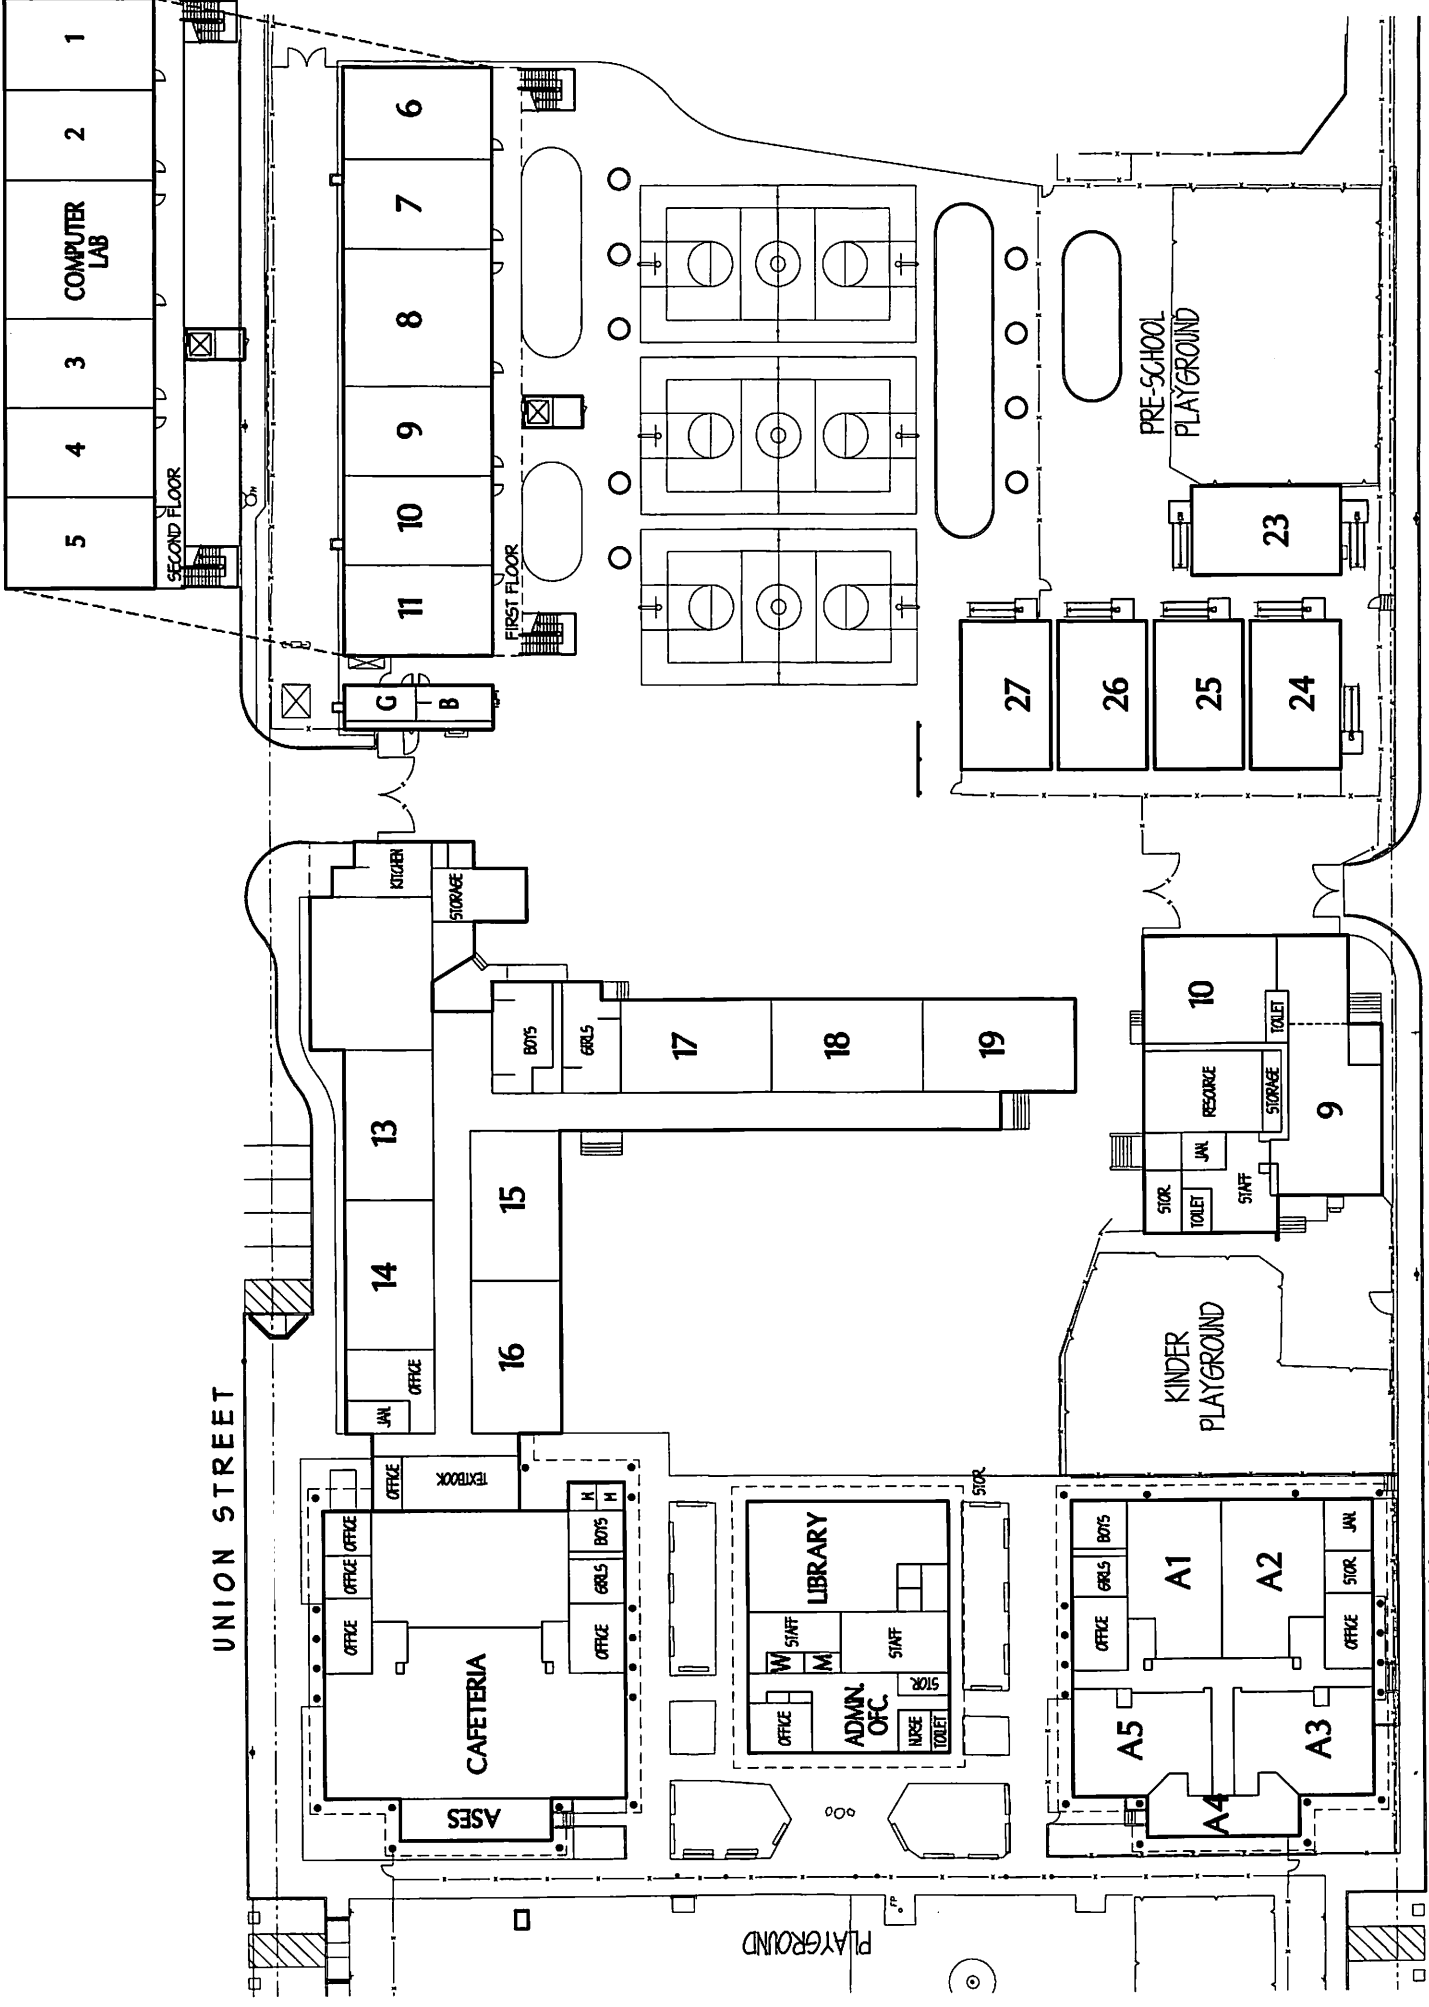 1
2
COMPUTER
LAB
3
4
5
SECOND FLOOR
6
7
8
9
10
11
FIRST FLOOR
G
B
PRE-SCHOOL
PLAYGROUND
23
27
26
25
24
KITCHEN
STORAGE
BOYS
GIRLS
17
18
19
13
14
OFFICE
JAN.
15
16
10
TOILET
RESOURCE
STORAGE
9
JAN.
STOR.
TOILET
STAFF
KINDER
PLAYGROUND
UNION STREET
OFFICE
TEXTBOOK
OFFICE
OFFICE
OFFICE
W
M
BOYS
GIRLS
OFFICE
CAFETERIA
ASES
LIBRARY
STAFF
STAFF
W
M
STOR.
OFFICE
ADMIN.
OFC.
NURSE
TOILET
STOR.
BOYS
GIRLS
OFFICE
A1
A2
JAN.
STOR.
OFFICE
A5
A3
A4
PLAYGROUND
FP